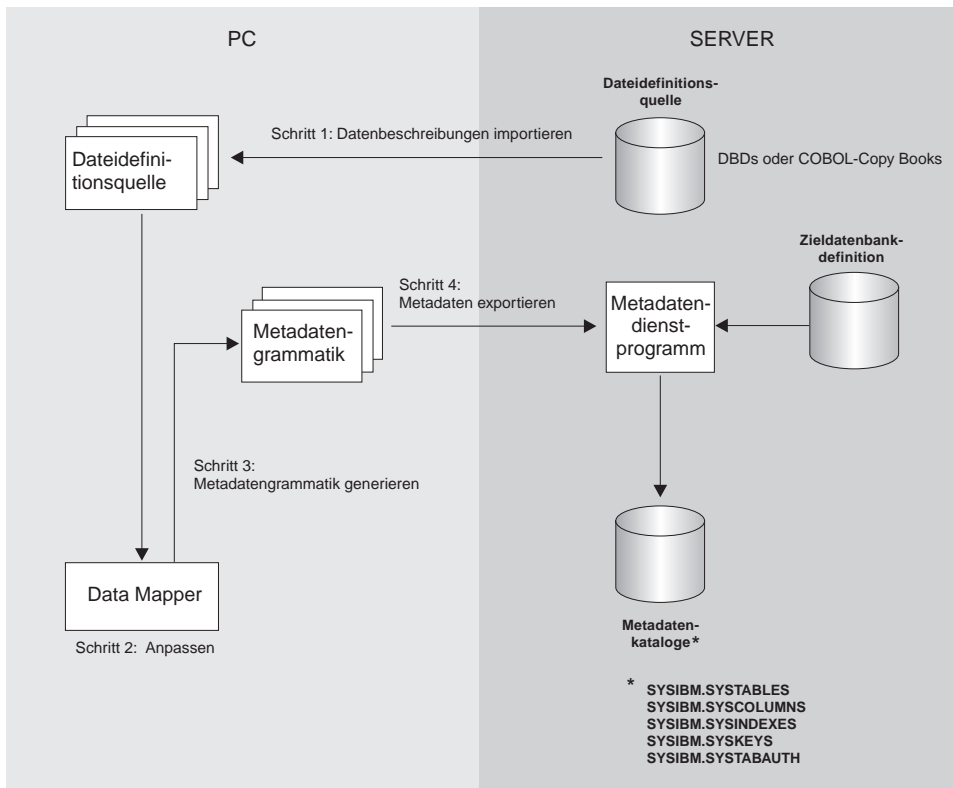 PC
SERVER
Dateidefinitions-
quelle
Schritt 1: Datenbeschreibungen importieren
Dateidefini-
tionsquelle
DBDs oder COBOL-Copy Books
Zieldatenbank-
definition
Schritt 4:
Metadaten exportieren
Metadaten-
grammatik
Metadaten-
dienst-
programm
Schritt 3:
Metadatengrammatik generieren
Data Mapper
Schritt 2: Anpassen
Metadaten-
kataloge*
* SYSIBM.SYSTABLES
SYSIBM.SYSCOLUMNS
SYSIBM.SYSINDEXES
SYSIBM.SYSKEYS
SYSIBM.SYSTABAUTH